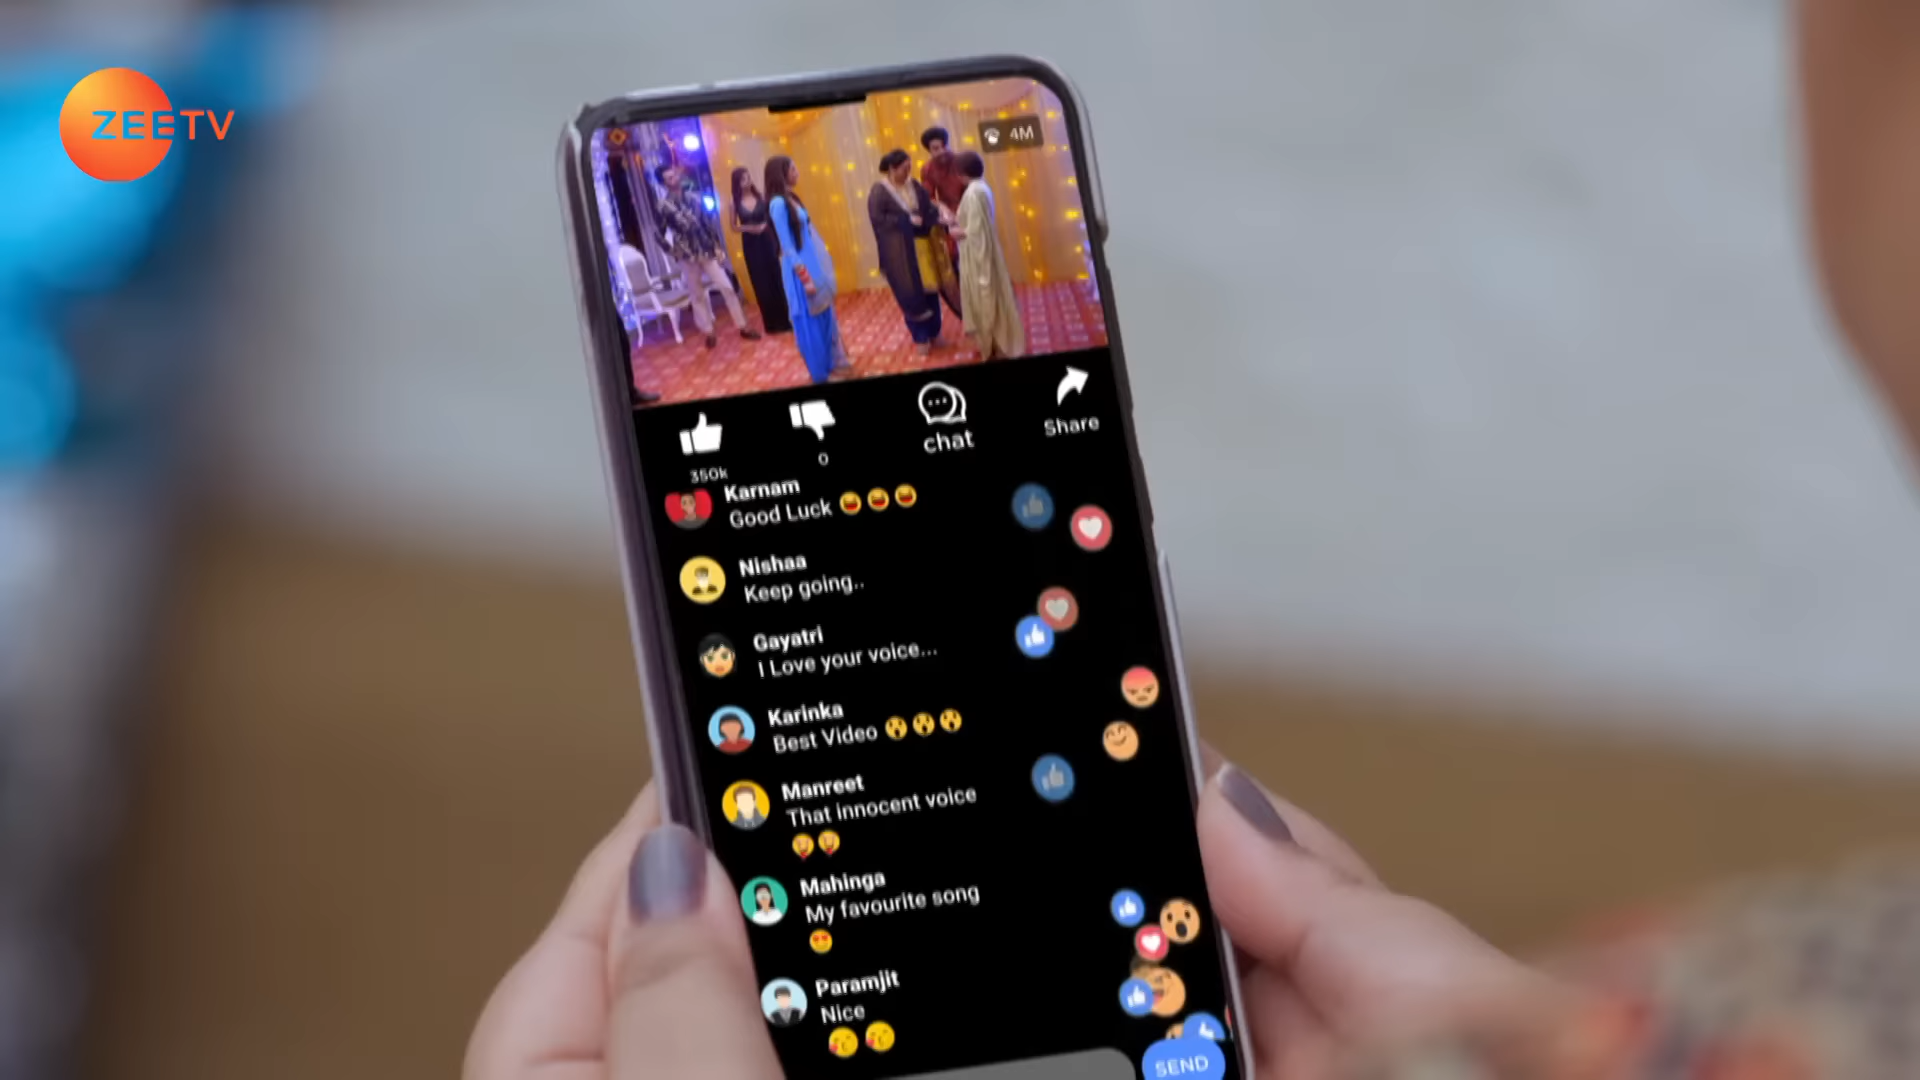 ZEETV
4M
350k
0
chat
Share
Karnam
Good Luck 😆😆😆
Nishaa
Keep going..
Gayatri
I Love your voice...
Karinka
Best Video 😲😲😲
Manreet
That innocent voice
Mahinga
My favourite song
😍
Paramjit
Nice
😘😘
SEND